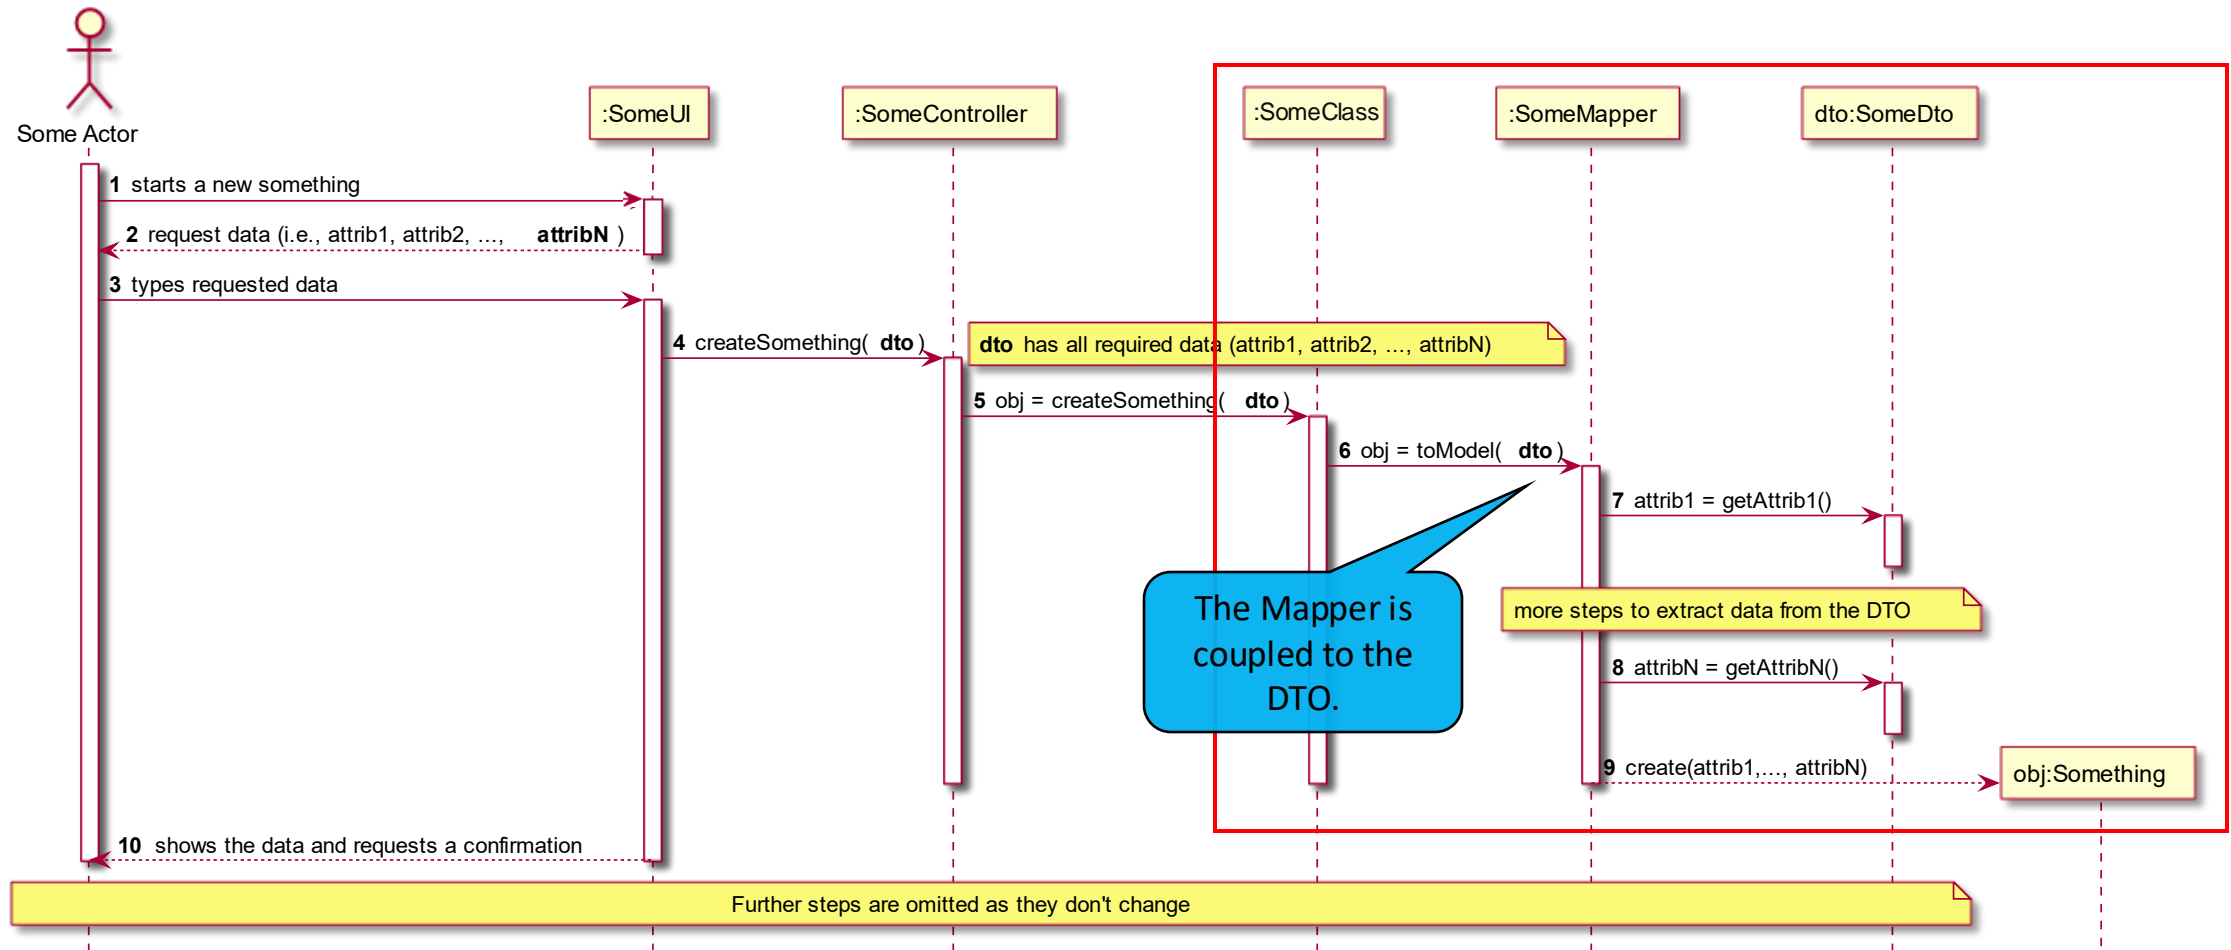 Some Actor
:SomeUI
:SomeController
:SomeClass
:SomeMapper
dto:SomeDto
1 starts a new something
2 request data (i.e., attrib1, attrib2, ..., attribN )
3 types requested data
4 createSomething( dto)
dto has all required data (attrib1, attrib2, ..., attribN)
5 obj = createSomething( dto)
6 obj = toModel( dto)
7 attrib1 = getAttrib1()
The Mapper is
coupled to the
DTO.
more steps to extract data from the DTO
8 attribN = getAttribN()
9 create(attrib1,..., attribN)
obj:Something
10 shows the data and requests a confirmation
Further steps are omitted as they don't change